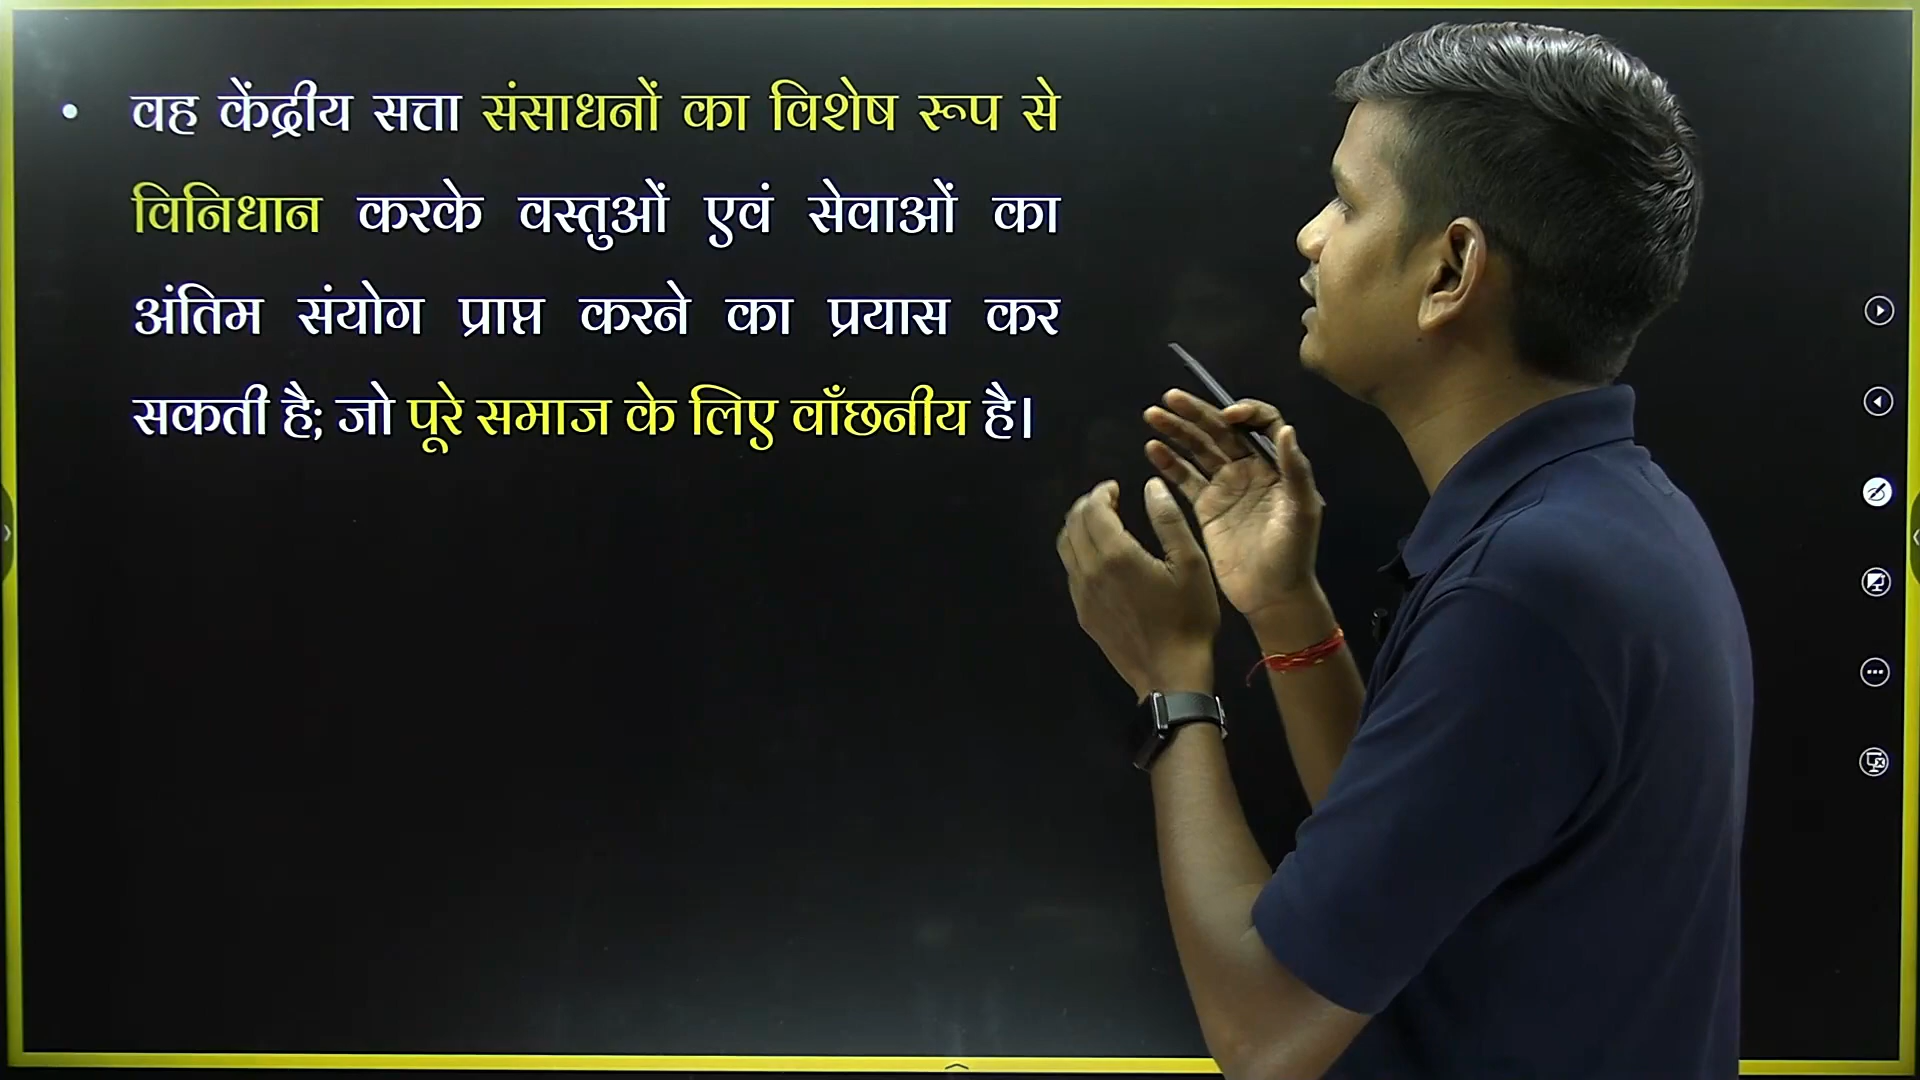 • वह केंद्रीय सत्ता संसाधनों का विशेष रूप से
विनिधान करके वस्तुओं एवं सेवाओं का
अंतिम संयोग प्राप्त करने का प्रयास कर
सकती है; जो पूरे समाज के लिए वाँछनीय है।